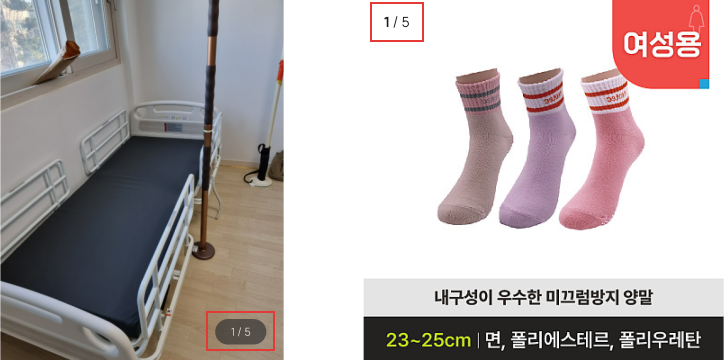 1 / 5
1 / 5
여성용
내구성이 우수한 미끄럼방지 양말
23~25cm | 면, 폴리에스테르, 폴리우레탄